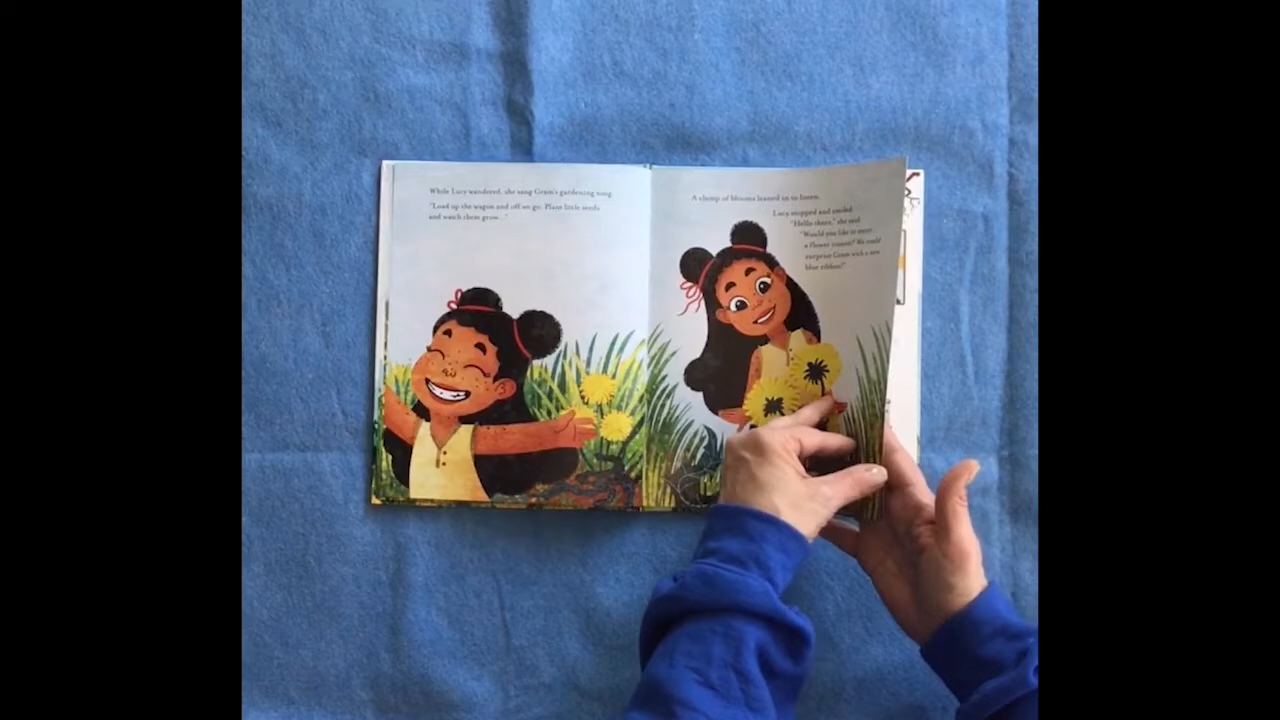 While Lucy wandered, she sang Gram's gardening song.
"Load up the wagon and off we go. Plant little seeds
and watch them grow..."
A clump of blooms leaned in to listen.
Lucy stopped and smiled.
"Hello there," she said.
"Would you like to meet
a Flower
We could
surprise Gram with a new
blue ribbon!"